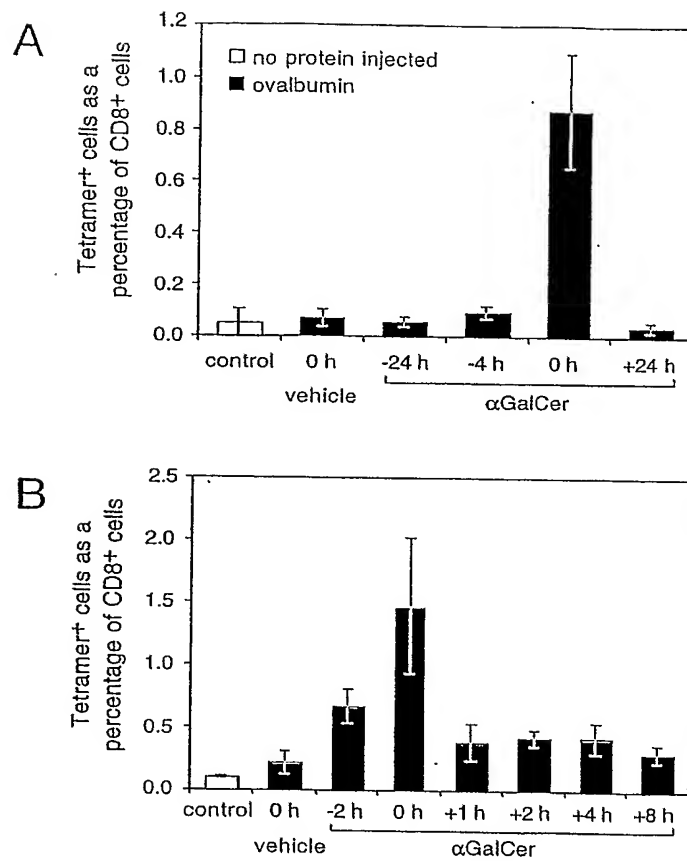 A
Tetramer+ cells as a
percentage of CD8+ cells
1.2
1.0
0.8
0.6
0.4
0.2
0.0
no protein injected
ovalbumin
control 0 h -24 h -4 h 0 h +24 h
vehicle αGalCer
B
Tetramer+ cells as a
percentage of CD8+ cells
2.5
2.0
1.5
1.0
0.5
0.0
control 0 h -2 h 0 h +1 h +2 h +4 h +8 h
vehicle αGalCer